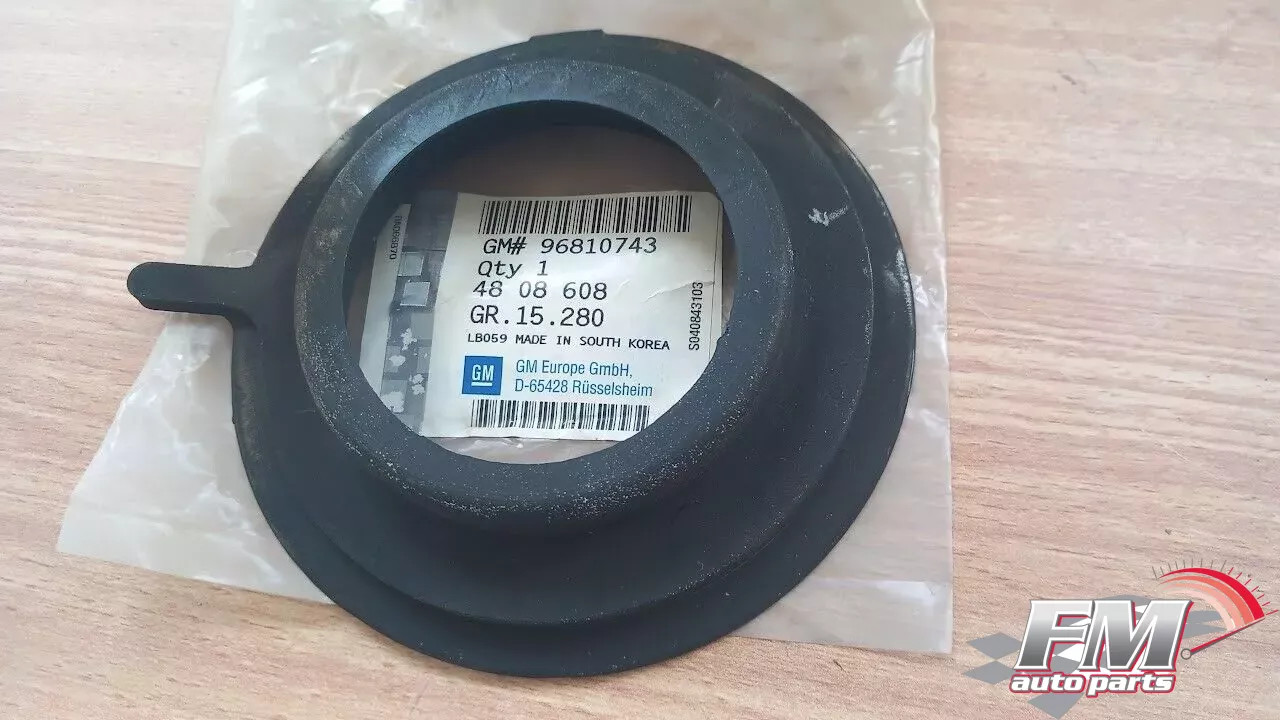 GM# 96810743
Qty 1
48 08 608
GR.15.280
LB059 MADE IN SOUTH KOREA
S040843103
GM
GM Europe GmbH,
D-65428 Rüsselsheim
FM
auto parts